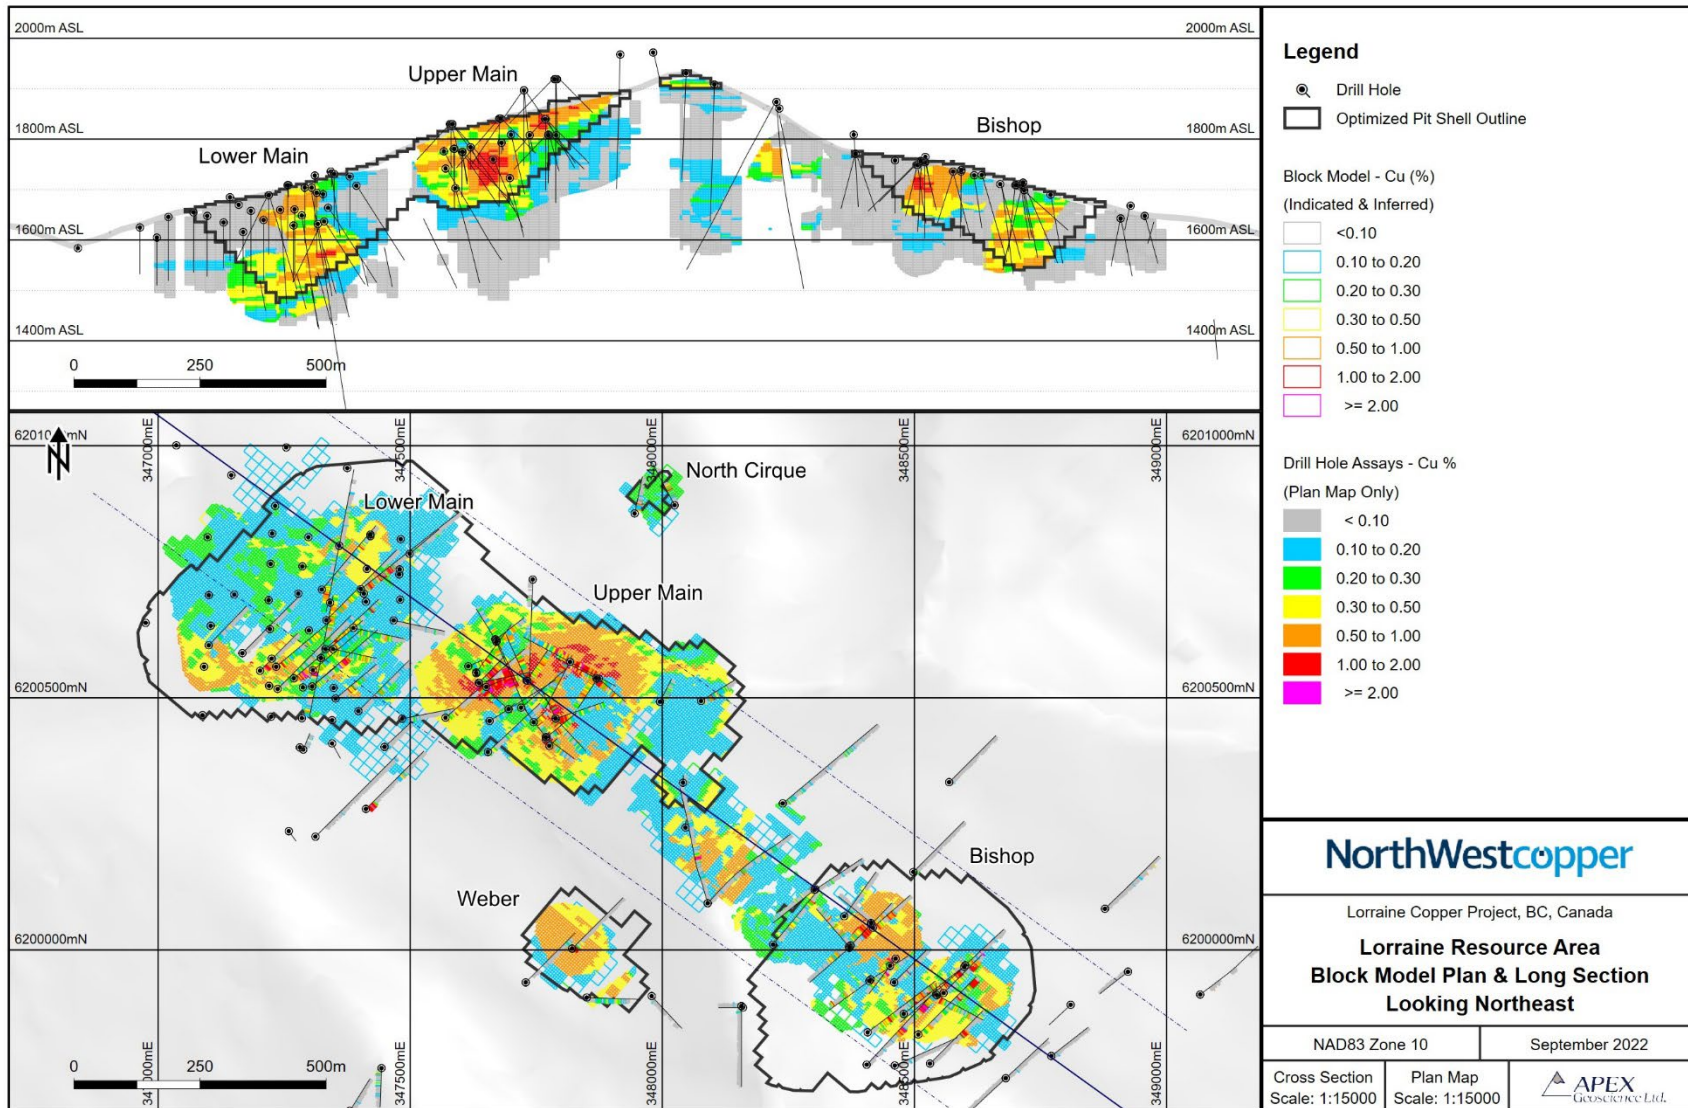 2000m ASL
2000m ASL
Upper Main
1800m ASL
1800m ASL
Bishop
Lower Main
1600m ASL
1600m ASL
1400m ASL
1400m ASL
0 250 500m
6201000mN
6201000mN
347000mE
347500mE
348000mE
348500mE
349000mE
N
North Cirque
Lower Main
Upper Main
6200500mN
6200500mN
Bishop
Weber
6200000mN
6200000mN
0 250 500m
347000mE
347500mE
348000mE
348500mE
349000mE
Legend
Drill Hole
Optimized Pit Shell Outline
Block Model - Cu (%)
(Indicated & Inferred)
<0.10
0.10 to 0.20
0.20 to 0.30
0.30 to 0.50
0.50 to 1.00
1.00 to 2.00
>= 2.00
Drill Hole Assays - Cu %
(Plan Map Only)
< 0.10
0.10 to 0.20
0.20 to 0.30
0.30 to 0.50
0.50 to 1.00
1.00 to 2.00
>= 2.00
NorthWestcopper
Lorraine Copper Project, BC, Canada
Lorraine Resource Area
Block Model Plan & Long Section
Looking Northeast
NAD83 Zone 10
September 2022
Cross Section
Scale: 1:15000
Plan Map
Scale: 1:15000
APEX
Geoscience Ltd.